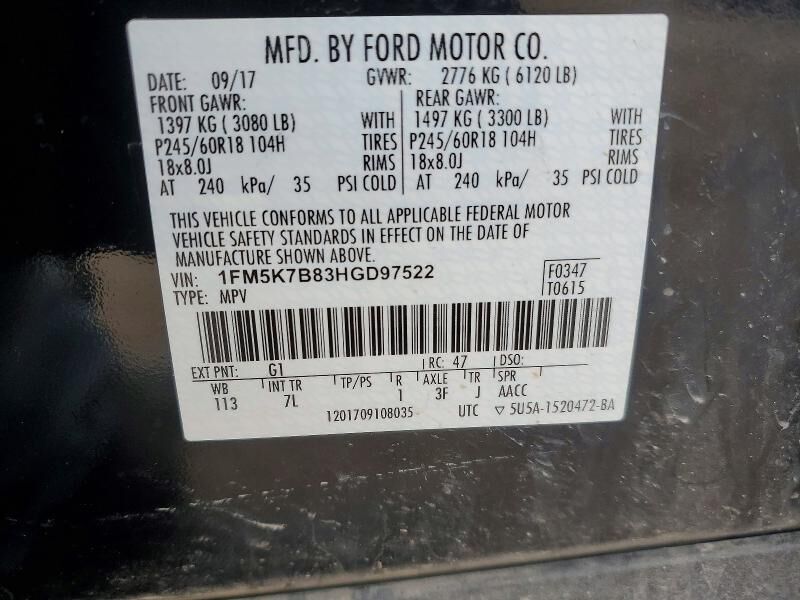 MFD. BY FORD MOTOR CO.
DATE: 09/17 GVWR: 2776 KG ( 6120 LB)
FRONT GAWR: REAR GAWR:
1397 KG ( 3080 LB) WITH 1497 KG ( 3300 LB) WITH
P245/60R18 104H TIRES P245/60R18 104H TIRES
18x8.0J RIMS 18x8.0J RIMS
AT 240 kPa/ 35 PSI COLD AT 240 kPa/ 35 PSI COLD
THIS VEHICLE CONFORMS TO ALL APPLICABLE FEDERAL MOTOR
VEHICLE SAFETY STANDARDS IN EFFECT ON THE DATE OF
MANUFACTURE SHOWN ABOVE.
VIN: 1FM5K7B83HGD97522 F0347
TYPE: MPV T0615
EXT PNT: G1 RC: 47 DSO:
WB INT TR TP/PS R AXLE TR SPR
113 7L 1 3F J AACC
1201709108035 UTC ▽ 5U5A-1520472-BA